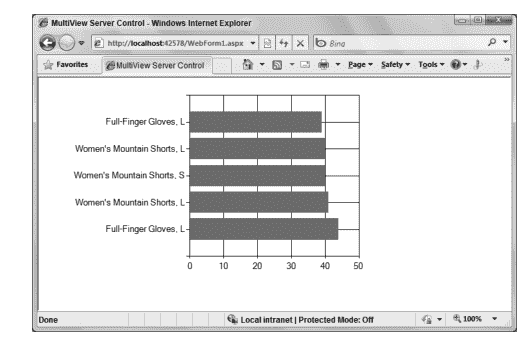 MultiView Server Control - Windows Internet Explorer
http://localhost:42578/WebForm1.aspx
Bing
Favorites MultiView Server Control Page Safety Tools
Full-Finger Gloves, L
Women's Mountain Shorts, L
Women's Mountain Shorts, S
Women's Mountain Shorts, L
Full-Finger Gloves, L
0 10 20 30 40 50
Done Local intranet | Protected Mode: Off 100%